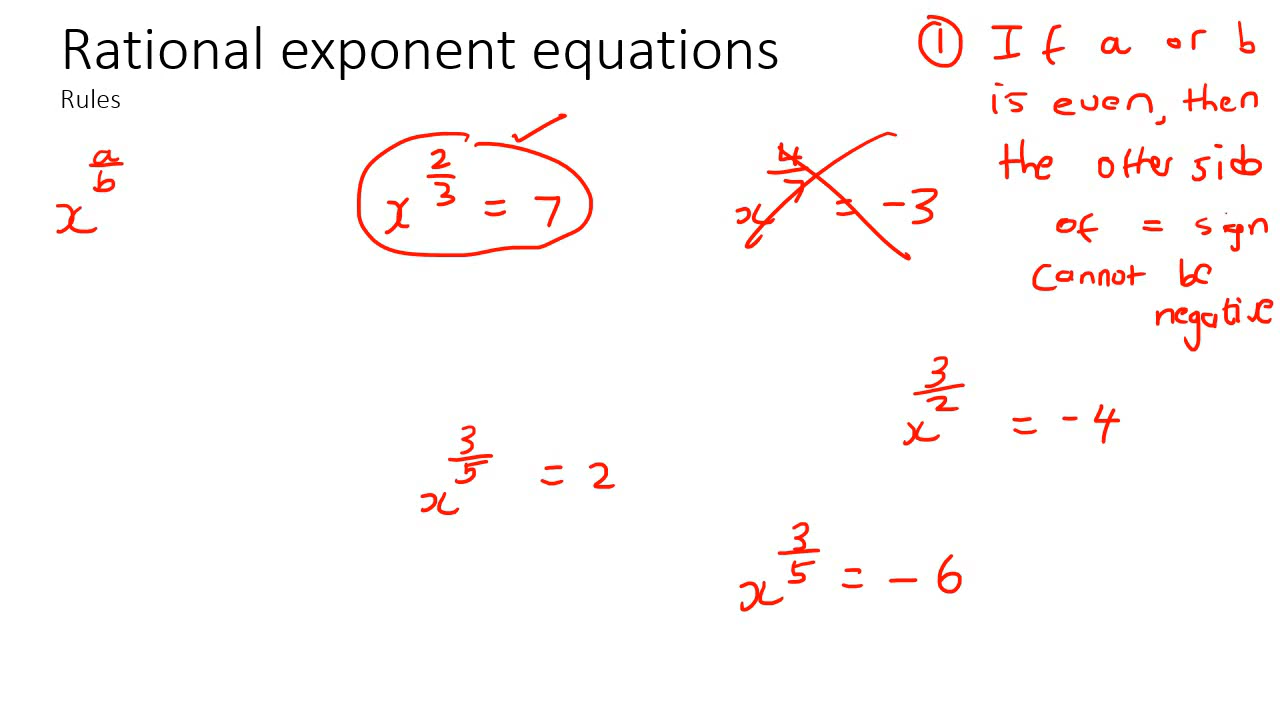 Rational exponent equations
Rules
① If a or b
is even, then
the other side
of = sign
cannot be
negative
x^(a/b)
x^(2/3) = 7 ✓
x^(4/7) = -3
x^(3/2) = -4
x^(3/5) = 2
x^(3/5) = -6